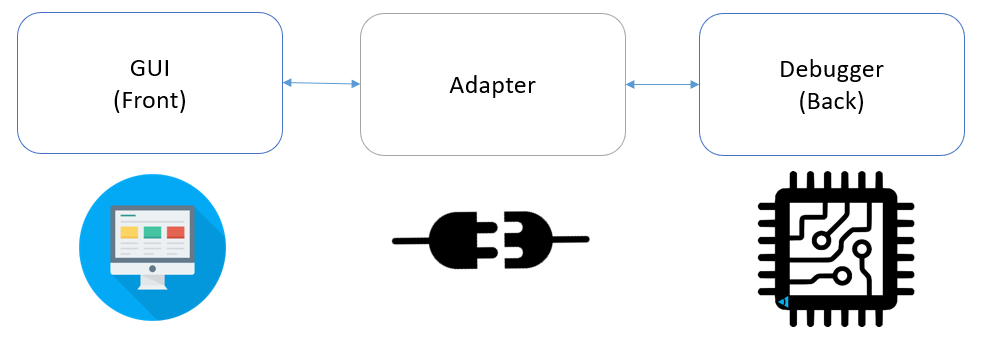 GUI
(Front)
Adapter
Debugger
(Back)